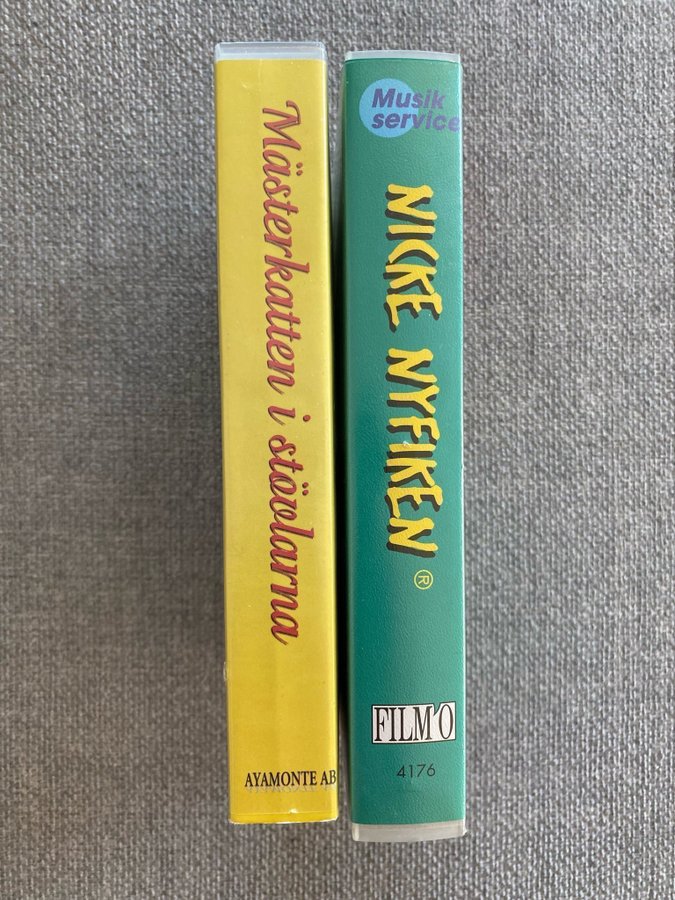 Mästerkatten i stövlarna
AYAMONTE AB
Musik
service
NICKE NYFIKEN ®
FILM'O
4176